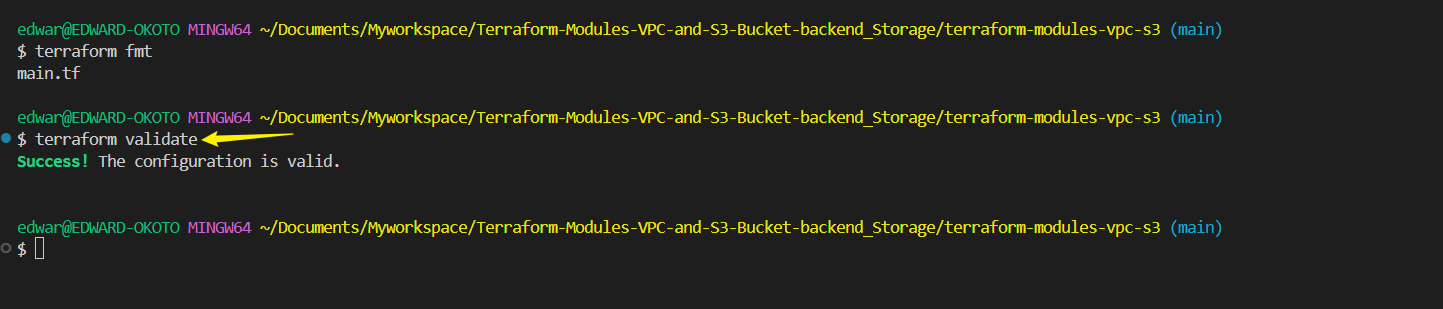 edwar@EDWARD-OKOTO MINGW64 ~/Documents/Myworkspace/Terraform-Modules-VPC-and-S3-Bucket-backend_Storage/terraform-modules-vpc-s3 (main)
$ terraform fmt
main.tf
edwar@EDWARD-OKOTO MINGW64 ~/Documents/Myworkspace/Terraform-Modules-VPC-and-S3-Bucket-backend_Storage/terraform-modules-vpc-s3 (main)
$ terraform validate
Success! The configuration is valid.
edwar@EDWARD-OKOTO MINGW64 ~/Documents/Myworkspace/Terraform-Modules-VPC-and-S3-Bucket-backend_Storage/terraform-modules-vpc-s3 (main)
$